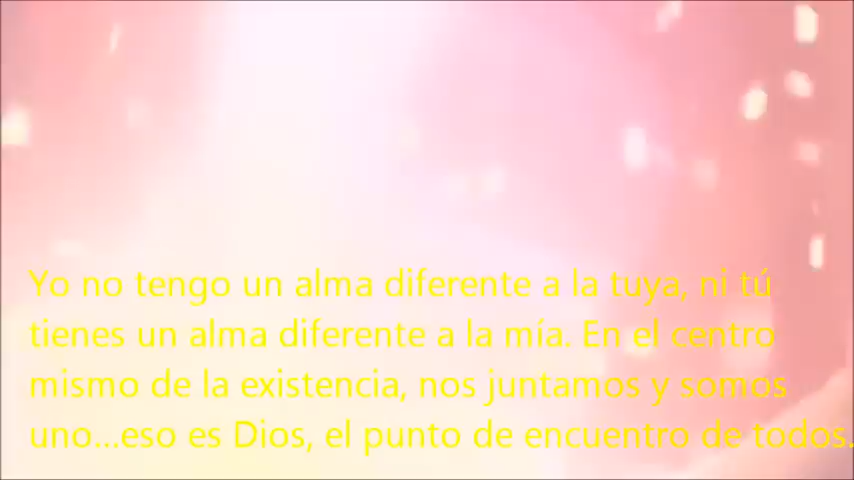 Yo no tengo un alma diferente a la tuya, ni tú
tienes un alma diferente a la mía. En el centro
mismo de la existencia, nos juntamos y somos
uno...eso es Dios, el punto de encuentro de todos.